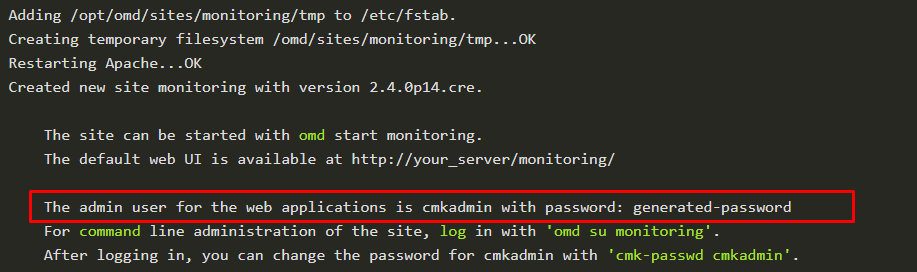 Adding /opt/omd/sites/monitoring/tmp to /etc/fstab.
Creating temporary filesystem /omd/sites/monitoring/tmp...OK
Restarting Apache...OK
Created new site monitoring with version 2.4.0p14.cre.
The site can be started with omd start monitoring.
The default web UI is available at http://your_server/monitoring/
The admin user for the web applications is cmkadmin with password: generated-password
For command line administration of the site, log in with 'omd su monitoring'.
After logging in, you can change the password for cmkadmin with 'cmk-passwd cmkadmin'.